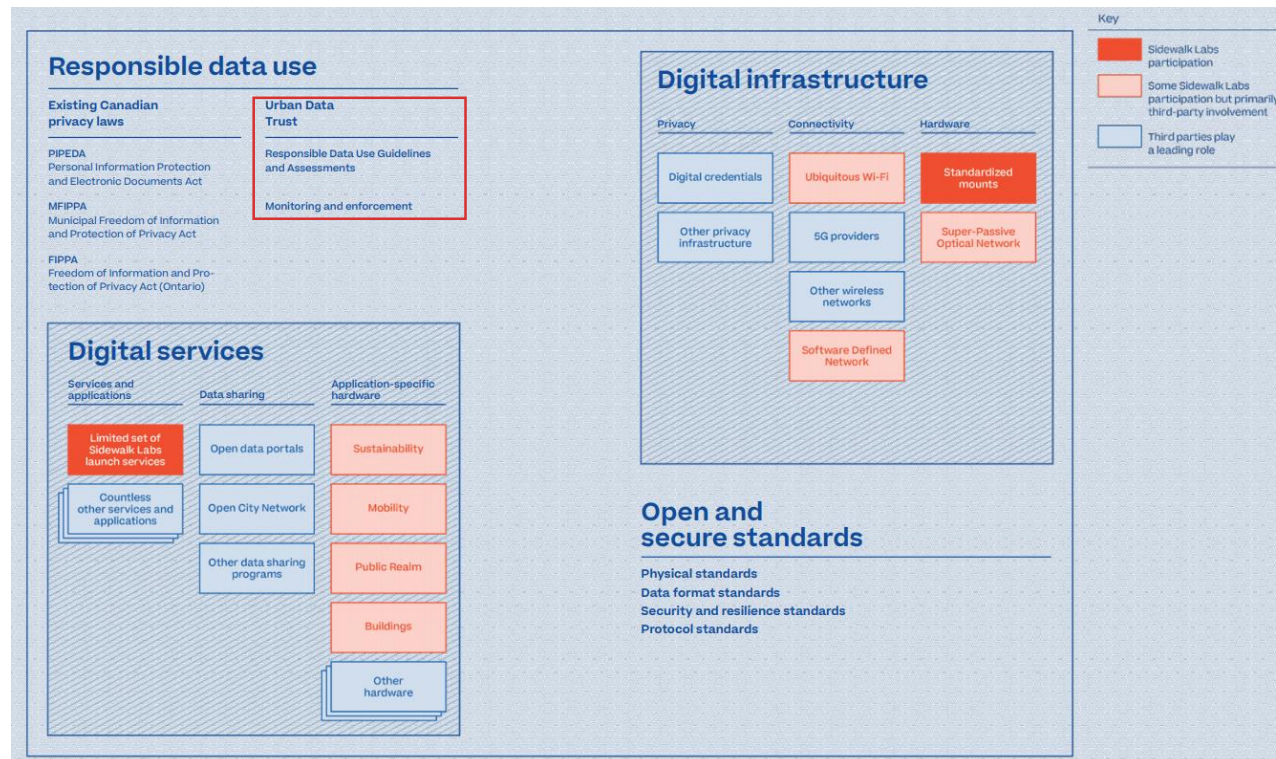 Key
Sidewalk Labs
participation
Some Sidewalk Labs
participation but primarily
third-party involvement
Third parties play
a leading role
Responsible data use
Existing Canadian
privacy laws
PIPEDA
Personal Information Protection
and Electronic Documents Act
MFIPPA
Municipal Freedom of Information
and Protection of Privacy Act
FIPPA
Freedom of Information and Pro-
tection of Privacy Act (Ontario)
Urban Data
Trust
Responsible Data Use Guidelines
and Assessments
Monitoring and enforcement
Digital infrastructure
Privacy
Digital credentials
Other privacy
infrastructure
Connectivity
Ubiquitous Wi-Fi
5G providers
Other wireless
networks
Software Defined
Network
Hardware
Standardized
mounts
Super-Passive
Optical Network
Digital services
Services and
applications
Limited set of
Sidewalk Labs
launch services
Countless
other services and
applications
Data sharing
Open data portals
Open City Network
Other data sharing
programs
Application-specific
hardware
Sustainability
Mobility
Public Realm
Buildings
Other
hardware
Open and
secure standards
Physical standards
Data format standards
Security and resilience standards
Protocol standards